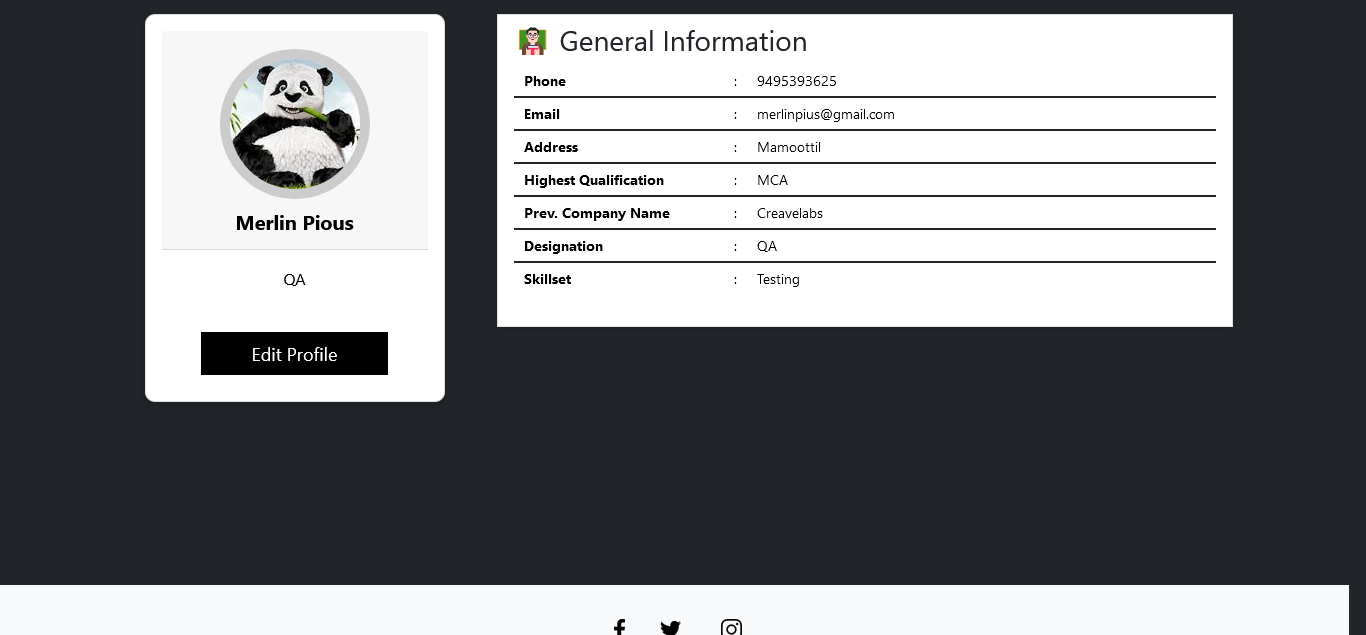 Merlin Pious
QA
Edit Profile
General Information
Phone : 9495393625
Email : merlinpius@gmail.com
Address : Mamoottil
Highest Qualification : MCA
Prev. Company Name : Creavelabs
Designation : QA
Skillset : Testing